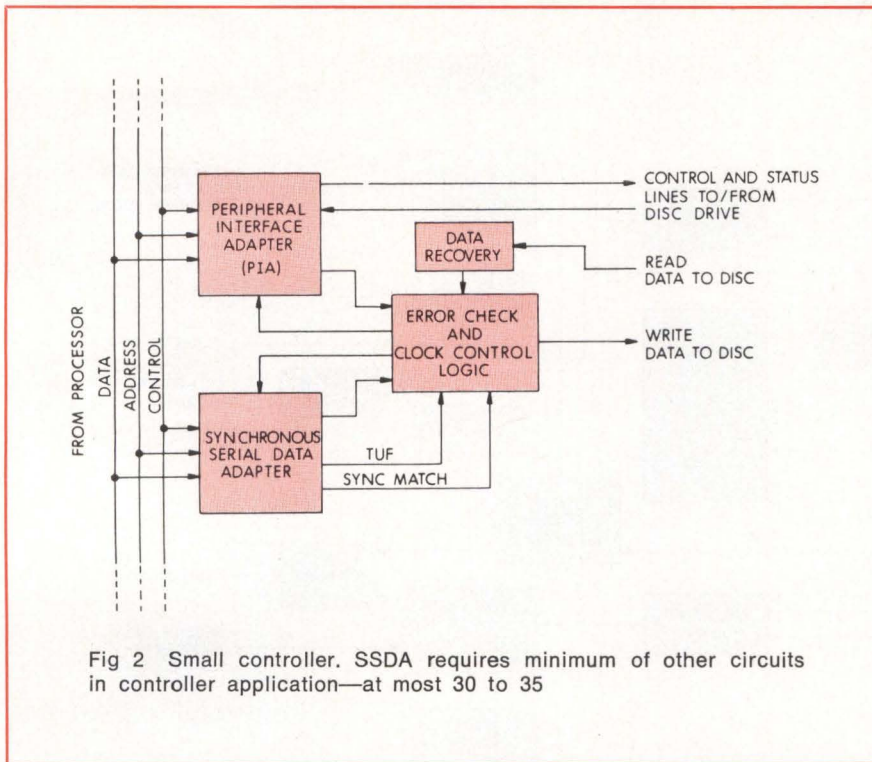 FROM PROCESSOR
DATA
ADDRESS
CONTROL
PERIPHERAL
INTERFACE
ADAPTER
(PIA)
CONTROL AND STATUS
LINES TO/FROM
DISC DRIVE
DATA
RECOVERY
READ
DATA TO DISC
ERROR CHECK
AND
CLOCK CONTROL
LOGIC
WRITE
DATA TO DISC
SYNCHRONOUS
SERIAL DATA
ADAPTER
TUF
SYNC MATCH
Fig 2 Small controller. SSDA requires minimum of other circuits
in controller application—at most 30 to 35